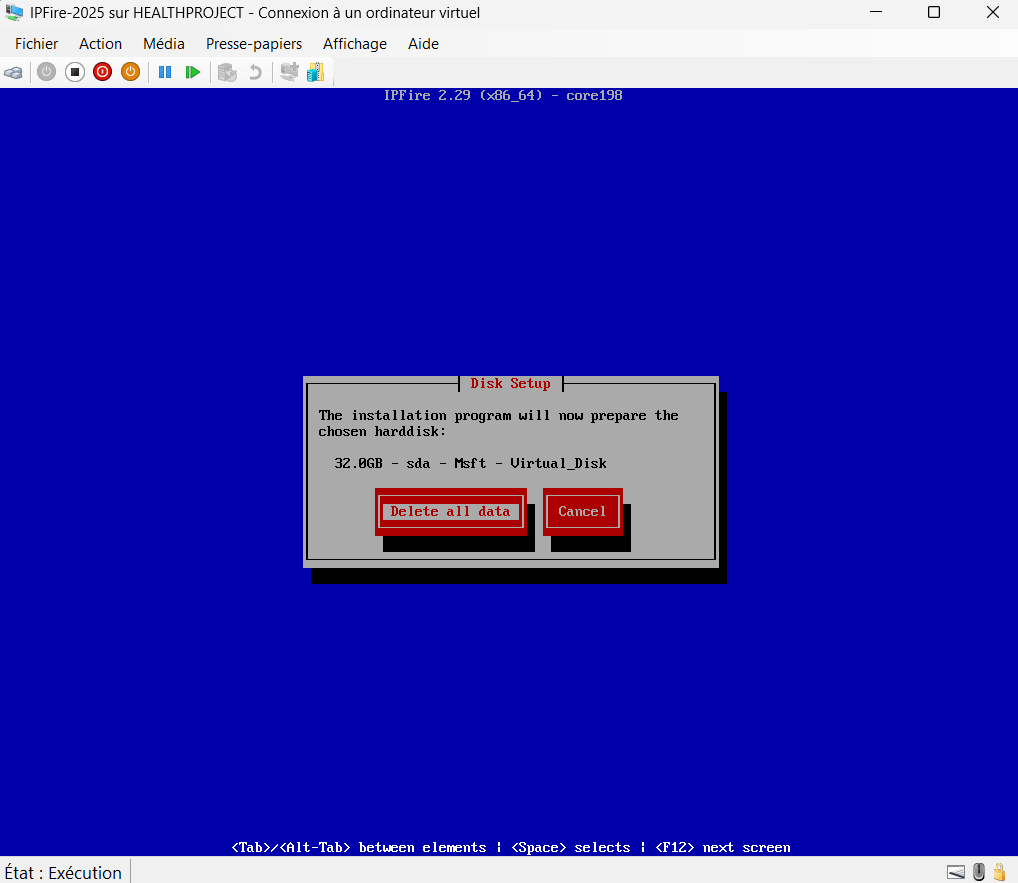 IPFire-2025 sur HEALTHPROJECT - Connexion à un ordinateur virtuel
Fichier Action Média Presse-papiers Affichage Aide
IPFire 2.29 (x86_64) - core198
Disk Setup
The installation program will now prepare the
chosen harddisk:
32.0GB - sda - Msft - Virtual_Disk
Delete all data Cancel
<Tab>/<Alt-Tab> between elements | <Space> selects | <F12> next screen
État : Exécution